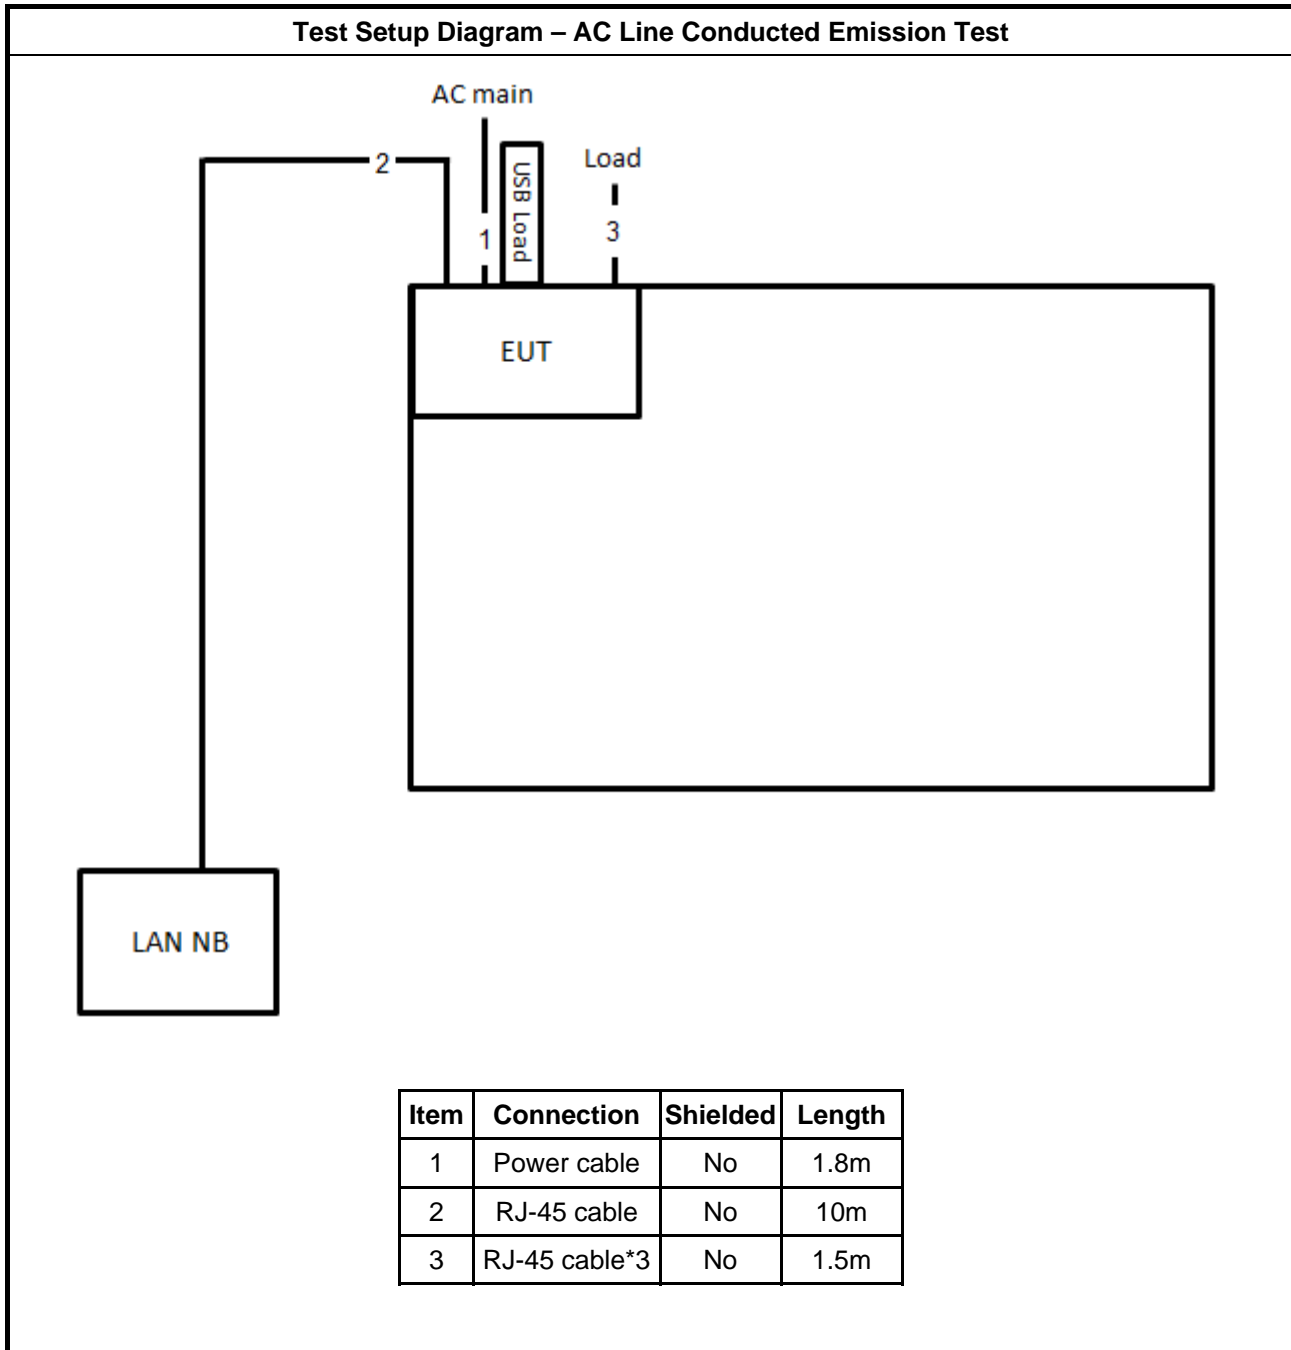 Test Setup Diagram – AC Line Conducted Emission Test
AC main
2
USB Load
Load
1
3
EUT
LAN NB
Item Connection Shielded Length
1 Power cable No 1.8m
2 RJ-45 cable No 10m
3 RJ-45 cable*3 No 1.5m